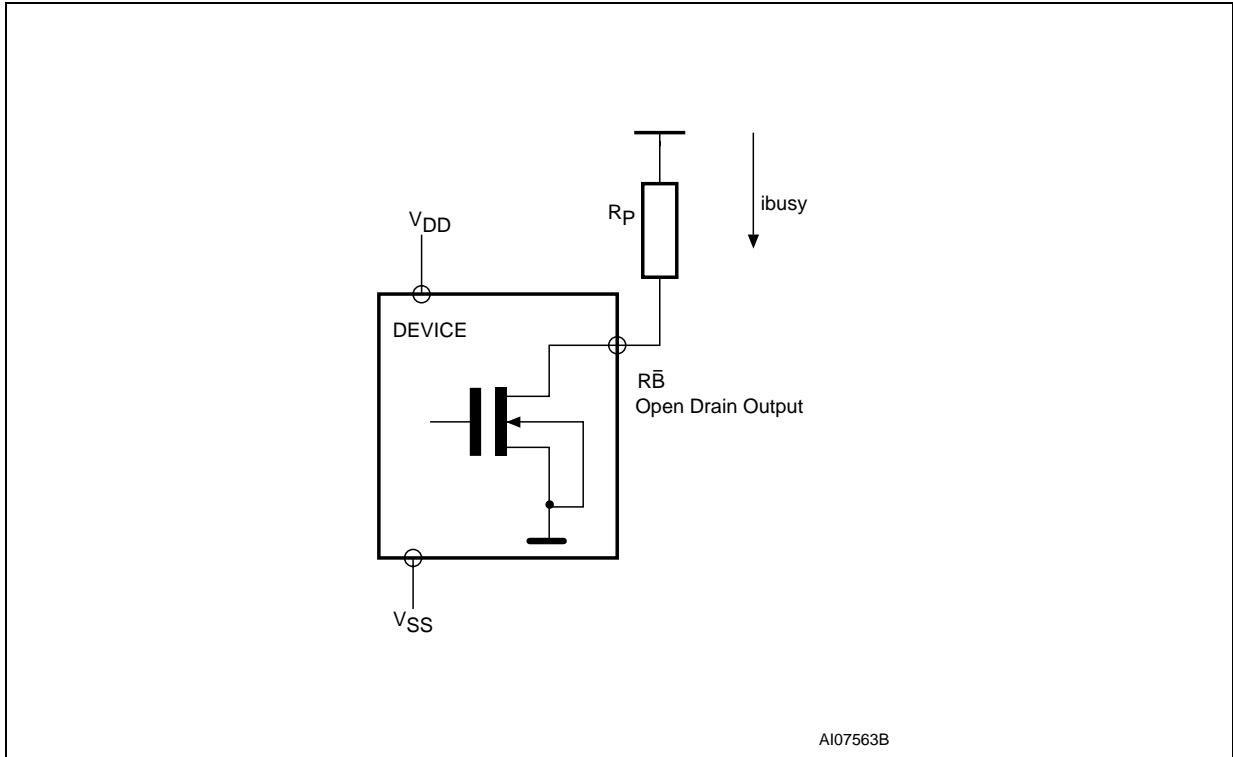 RP
ibusy
VDD
DEVICE
RB̅
Open Drain Output
VSS
AI07563B